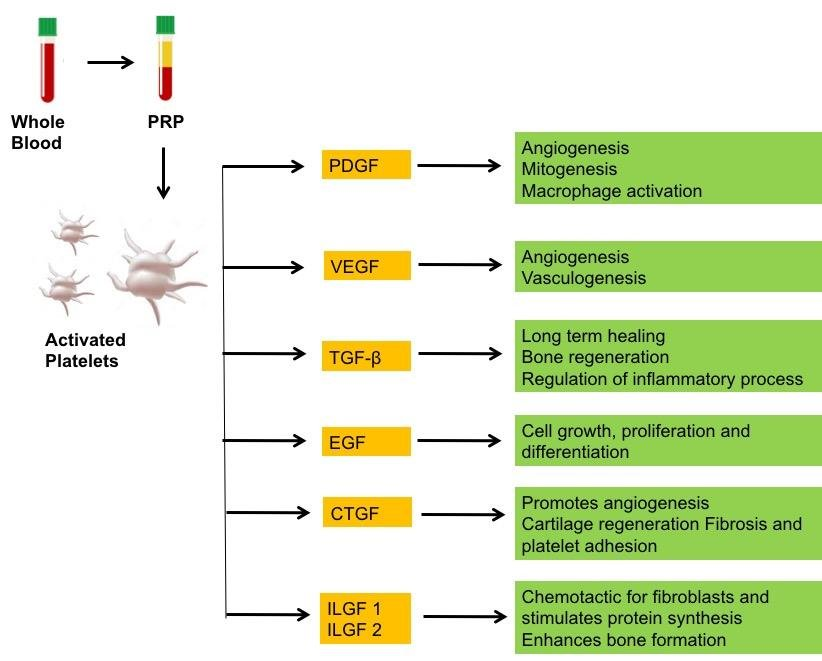 Whole
Blood
PRP
Activated
Platelets
PDGF
Angiogenesis
Mitogenesis
Macrophage activation
VEGF
Angiogenesis
Vasculogenesis
TGF-β
Long term healing
Bone regeneration
Regulation of inflammatory process
EGF
Cell growth, proliferation and
differentiation
CTGF
Promotes angiogenesis
Cartilage regeneration Fibrosis and
platelet adhesion
ILGF 1
ILGF 2
Chemotactic for fibroblasts and
stimulates protein synthesis
Enhances bone formation